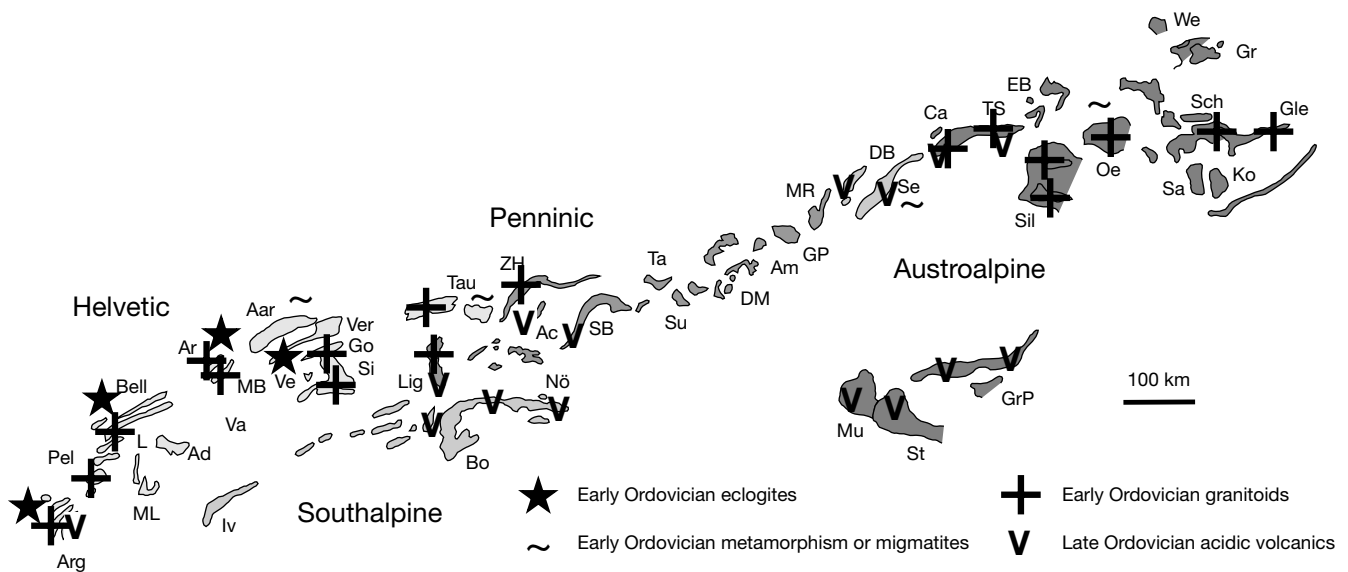 We
Gr
EB
Ca
TS
Sch
Gle
DB
Oe
MR
Se
Sa
Ko
Sil
Penninic
GP
Ta
Am
Austroalpine
ZH
DM
Tau
Helvetic
Aar
Ver
Ac
SB
Su
Ar
Go
Ve
Si
MB
Lig
Nö
Bell
GrP
100 km
Va
L
Ad
Mu
St
Pel
Bo
ML
Iv
Southalpine
Arg
Early Ordovician eclogites
Early Ordovician granitoids
~ Early Ordovician metamorphism or migmatites
V Late Ordovician acidic volcanics